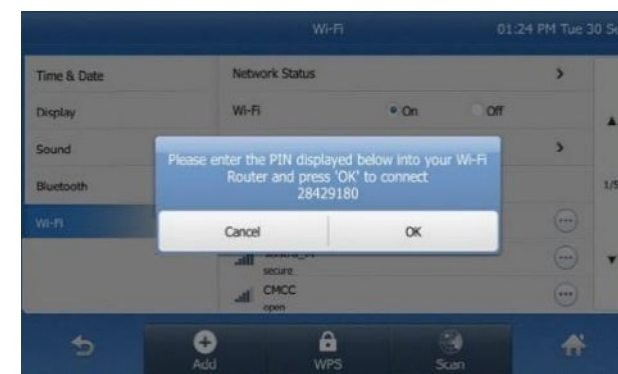 Wi-Fi
01:24 PM Tue 30 Se
Time & Date
Network Status
Display
Wi-Fi
On
Off
Sound
Please enter the PIN displayed below into your Wi-Fi
Router and press 'OK' to connect
28429180
Bluetooth
1/5
Wi-Fi
Cancel
OK
secure
CMCC
open
Add
WPS
Scan